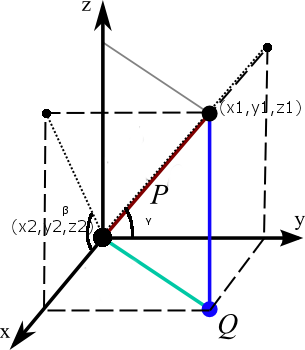 z
(x1,y1,z1)
P
β
γ
(x2,y2,z2)
y
x
Q